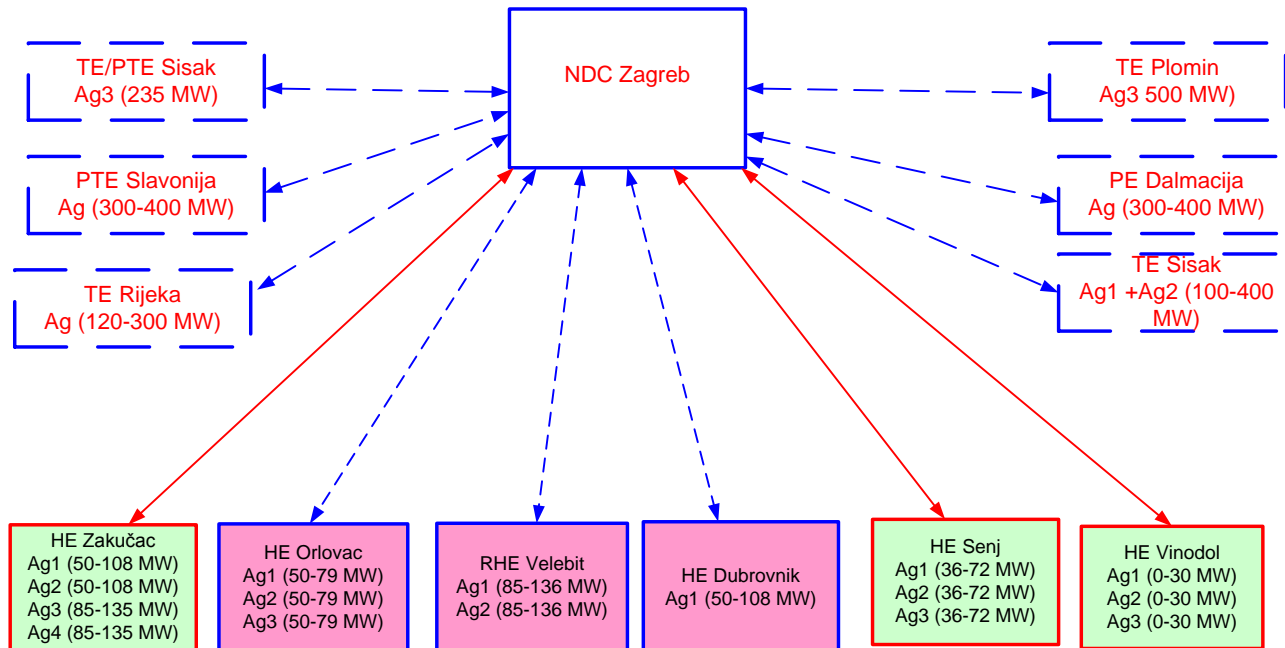 NDC Zagreb
TE/PTE Sisak
Ag3 (235 MW)
PTE Slavonija
Ag (300-400 MW)
TE Rijeka
Ag (120-300 MW)
TE Plomin
Ag3 500 MW)
PE Dalmacija
Ag (300-400 MW)
TE Sisak
Ag1 +Ag2 (100-400
MW)
HE Zakučac
Ag1 (50-108 MW)
Ag2 (50-108 MW)
Ag3 (85-135 MW)
Ag4 (85-135 MW)
HE Orlovac
Ag1 (50-79 MW)
Ag2 (50-79 MW)
Ag3 (50-79 MW)
RHE Velebit
Ag1 (85-136 MW)
Ag2 (85-136 MW)
HE Dubrovnik
Ag1 (50-108 MW)
HE Senj
Ag1 (36-72 MW)
Ag2 (36-72 MW)
Ag3 (36-72 MW)
HE Vinodol
Ag1 (0-30 MW)
Ag2 (0-30 MW)
Ag3 (0-30 MW)